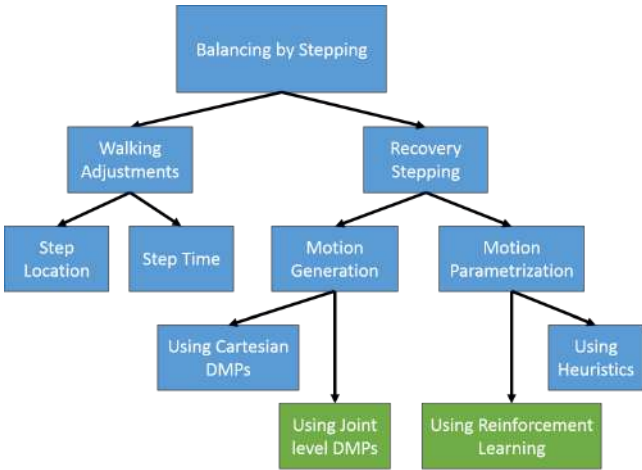 Balancing by Stepping
Walking
Adjustments
Recovery
Stepping
Step
Location
Step Time
Motion
Generation
Motion
Parametrization
Using Cartesian
DMPs
Using
Heuristics
Using Joint
level DMPs
Using Reinforcement
Learning